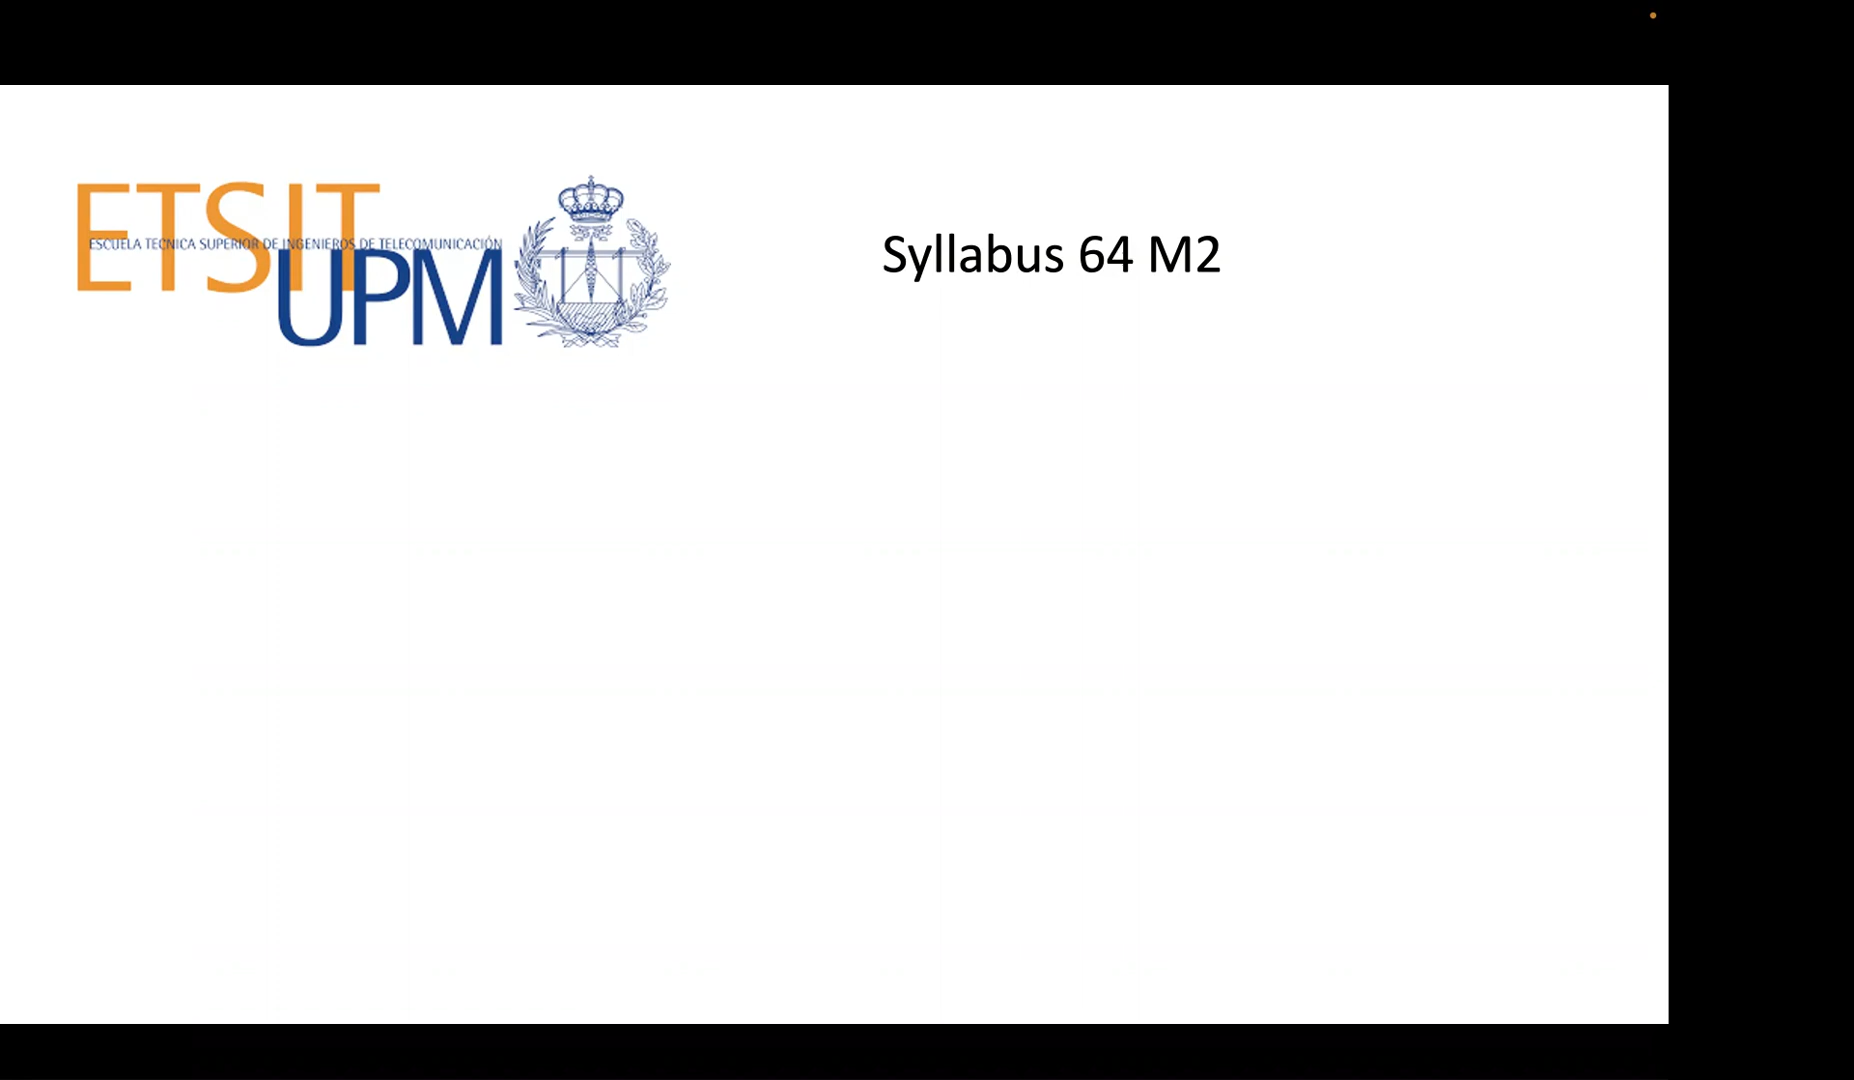 ETSIT
ESCUELA TECNICA SUPERIOR DE INGENIEROS DE TELECOMUNICACIÓN
UPM
Syllabus 64 M2